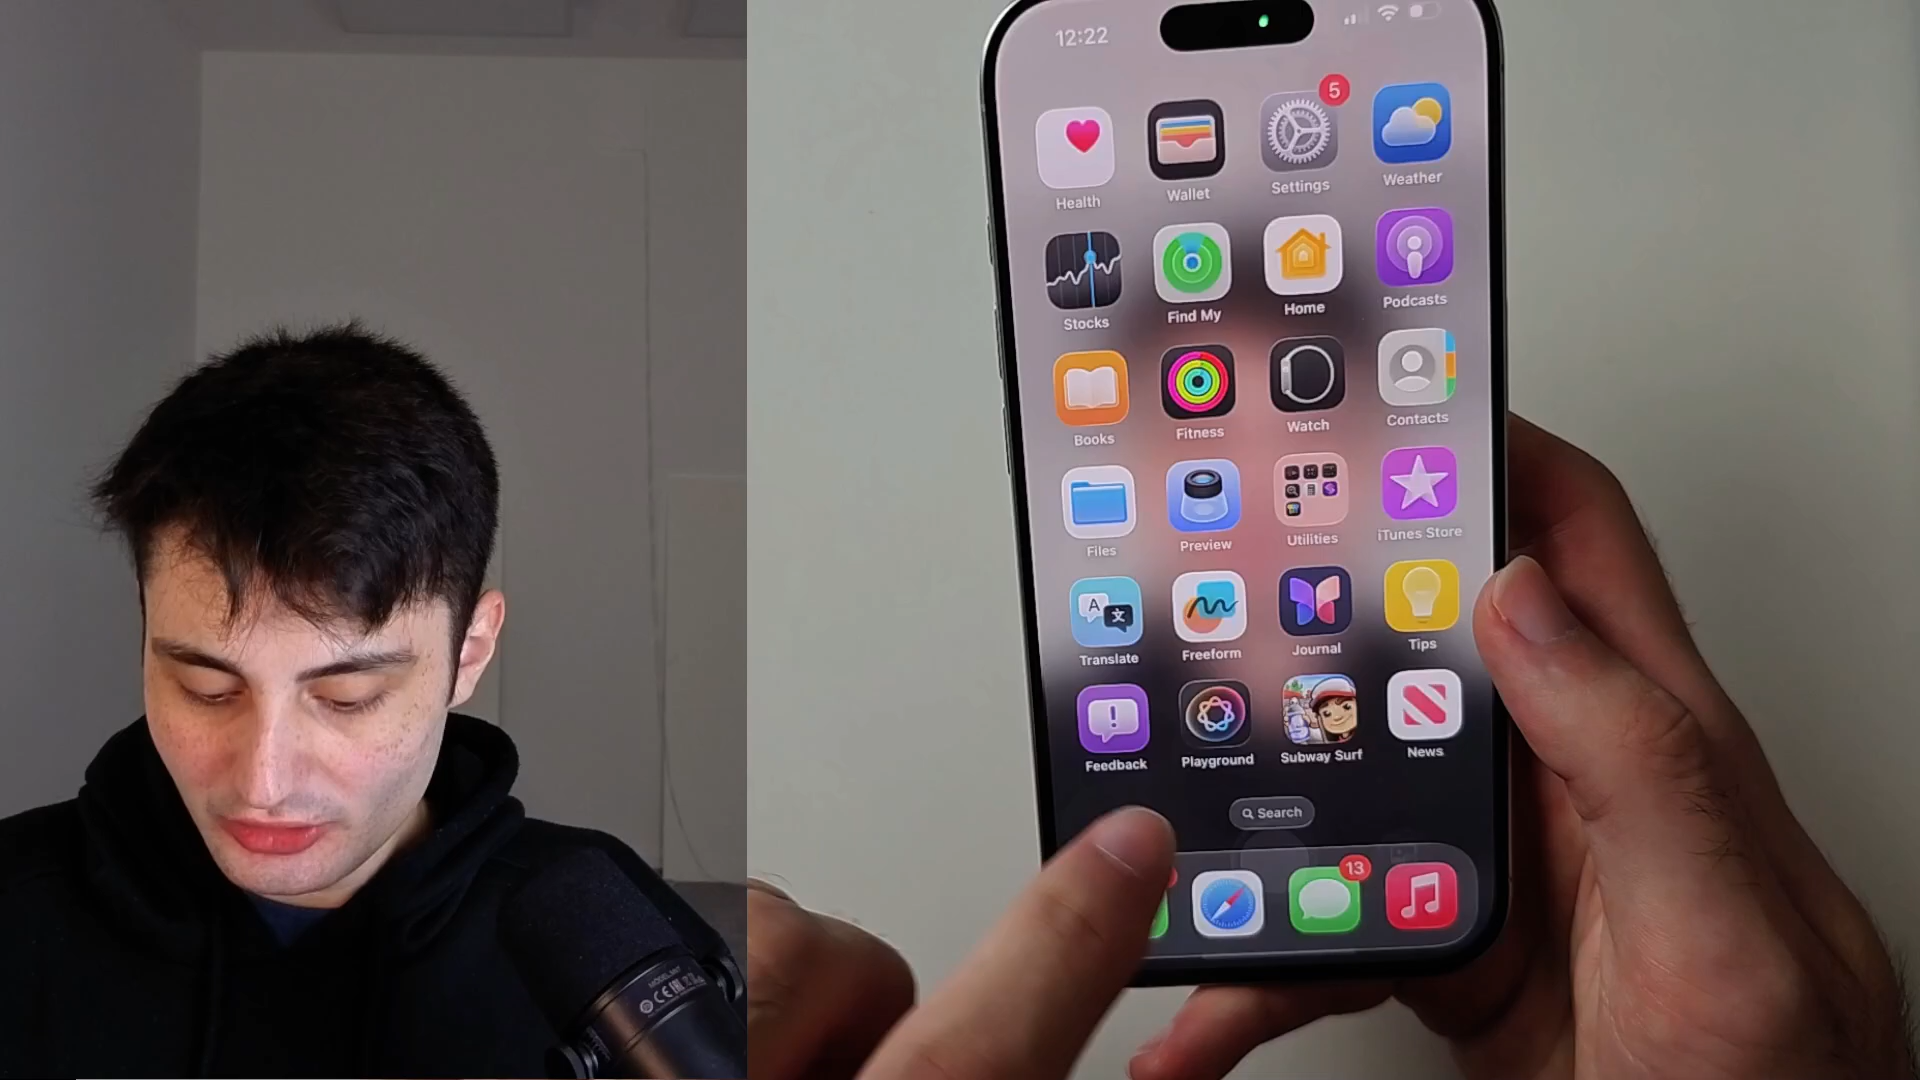 12:22
5
Health Wallet Settings Weather
Stocks Find My Home Podcasts
Books Fitness Watch Contacts
Files Preview Utilities iTunes Store
A 文
Translate Freeform Journal Tips
Feedback Playground Subway Surf News
Search
13